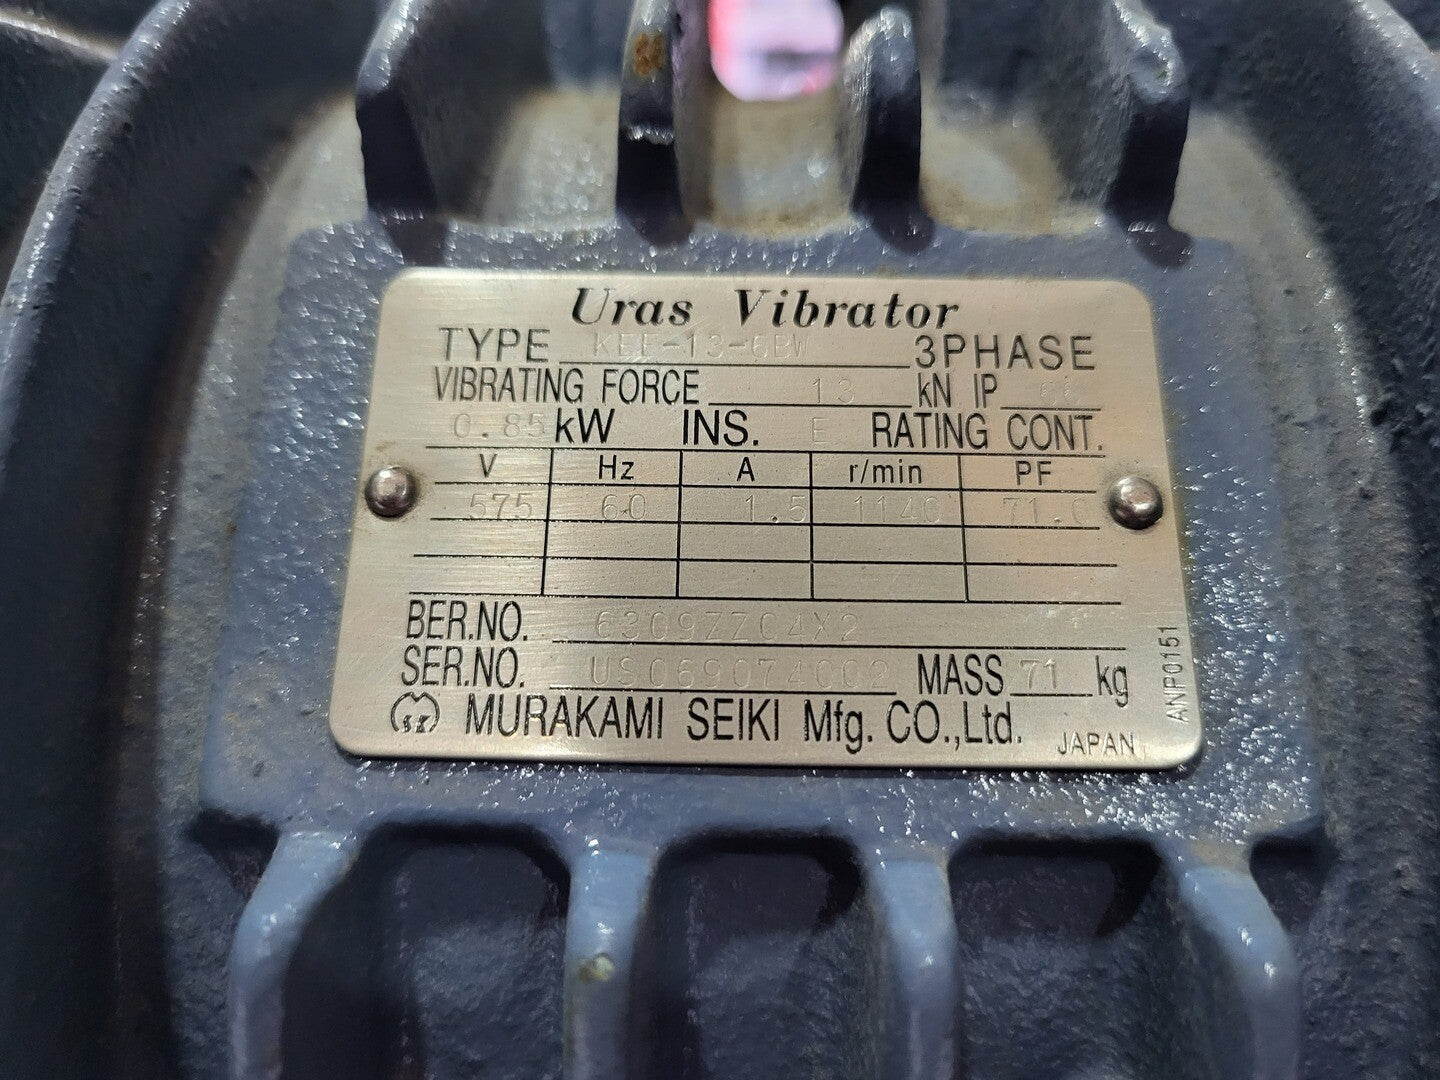 Uras Vibrator
TYPE KEE-13-6BW 3PHASE
VIBRATING FORCE 13 kN IP 66
0.85 kW INS. E RATING CONT.
V Hz A r/min PF
575 60 1.5 1140 71.0
BER.NO. 6309ZZC4X2
SER.NO. US069074002 MASS 71 kg
MURAKAMI SEIKI Mfg. CO.,Ltd. JAPAN
ANP0151